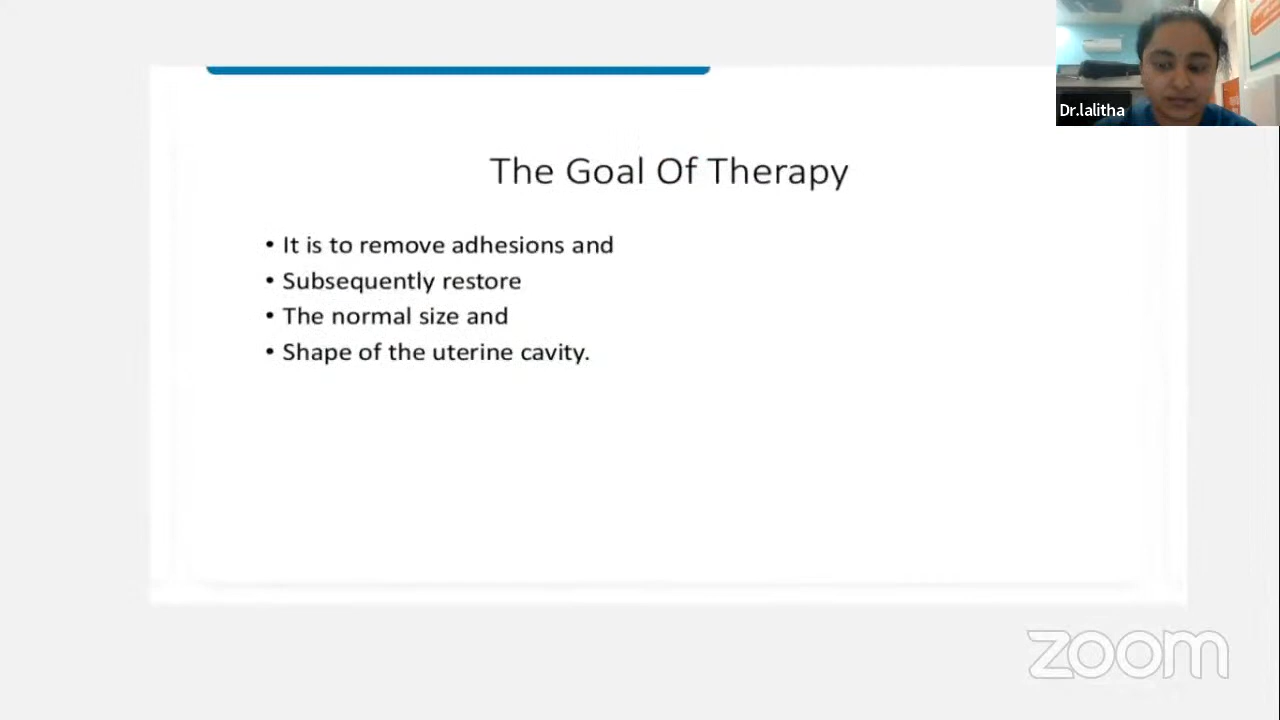 Dr.lalitha
The Goal Of Therapy
• It is to remove adhesions and
• Subsequently restore
• The normal size and
• Shape of the uterine cavity.
zoom